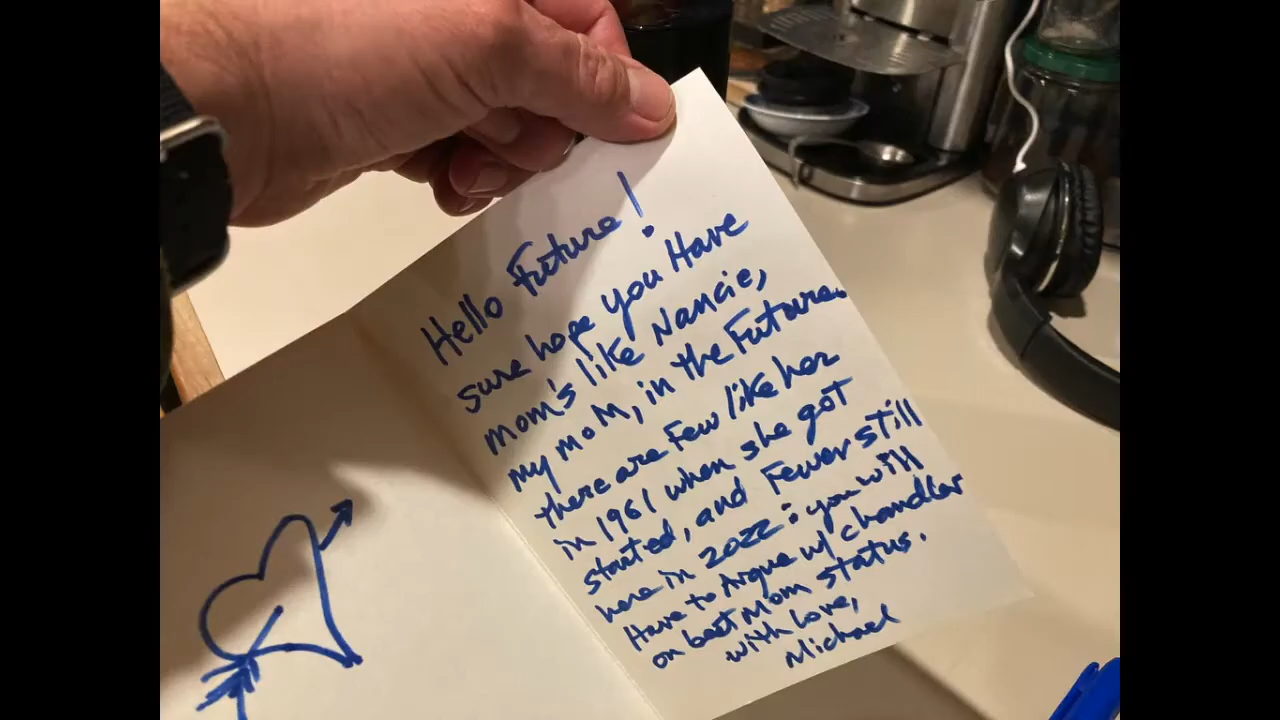 Hello Future!
sure hope you Have
mom's like Nancie,
my moM, in the Future.
there are Few like her
in 1961 when she got
started, and Fewer still
here in 2022: you will
Have to Argue w/ chandler
on best Mom status.
with love,
Michael